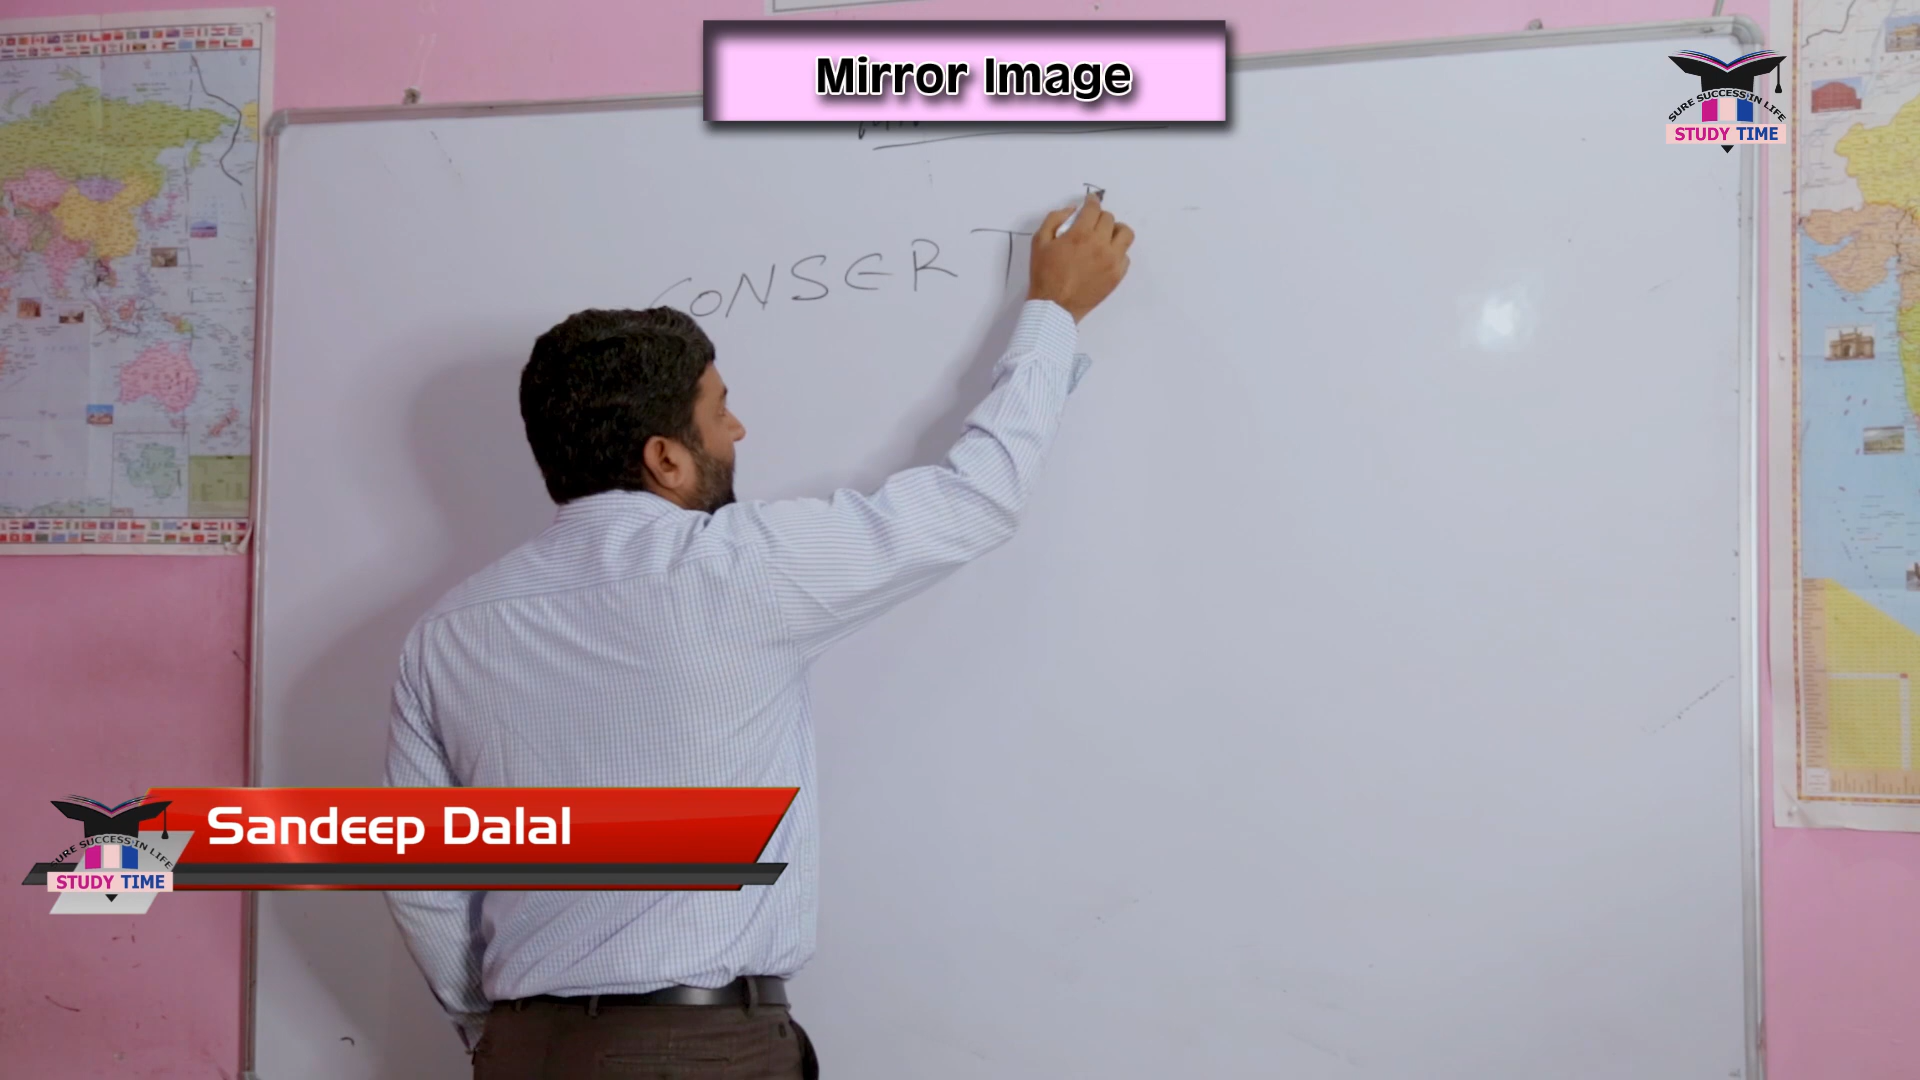 Mirror Image
SURE SUCCESS IN LIFE
STUDY TIME
CONSERT
Sandeep Dalal
SURE SUCCESS IN LIFE
STUDY TIME